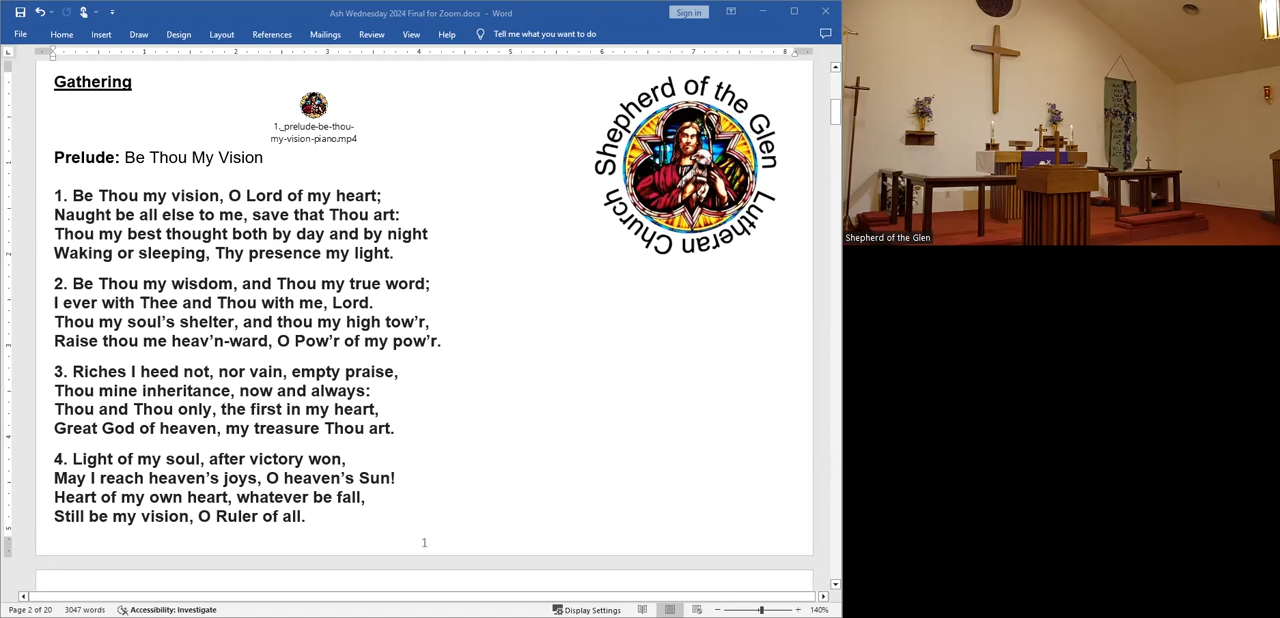 Ash Wednesday 2024 Final for Zoom.docx - Word
Sign in
File Home Insert Draw Design Layout References Mailings Review View Help Tell me what you want to do
1 2 3 4 5 6 7 8
Gathering
1._prelude-be-thou-
my-vision-piano.mp4
Prelude: Be Thou My Vision
1. Be Thou my vision, O Lord of my heart;
Naught be all else to me, save that Thou art:
Thou my best thought both by day and by night
Waking or sleeping, Thy presence my light.
2. Be Thou my wisdom, and Thou my true word;
I ever with Thee and Thou with me, Lord.
Thou my soul's shelter, and thou my high tow'r,
Raise thou me heav'n-ward, O Pow'r of my pow'r.
3. Riches I heed not, nor vain, empty praise,
Thou mine inheritance, now and always:
Thou and Thou only, the first in my heart,
Great God of heaven, my treasure Thou art.
4. Light of my soul, after victory won,
May I reach heaven's joys, O heaven's Sun!
Heart of my own heart, whatever be fall,
Still be my vision, O Ruler of all.
1
Shepherd of the Glen
Lutheran Church
Shepherd of the Glen
Page 2 of 20 3047 words Accessibility: Investigate Display Settings 140%